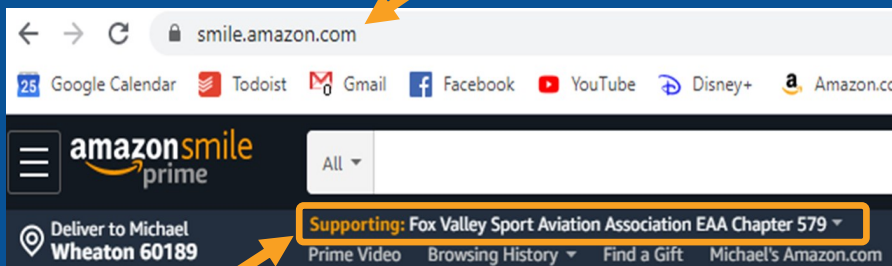 smile.amazon.com
25 Google Calendar Todoist 0 Gmail Facebook YouTube Disney+ a Amazon.co
amazonsmile
prime
All
Deliver to Michael
Wheaton 60189
Supporting: Fox Valley Sport Aviation Association EAA Chapter 579
Prime Video Browsing History Find a Gift Michael's Amazon.com